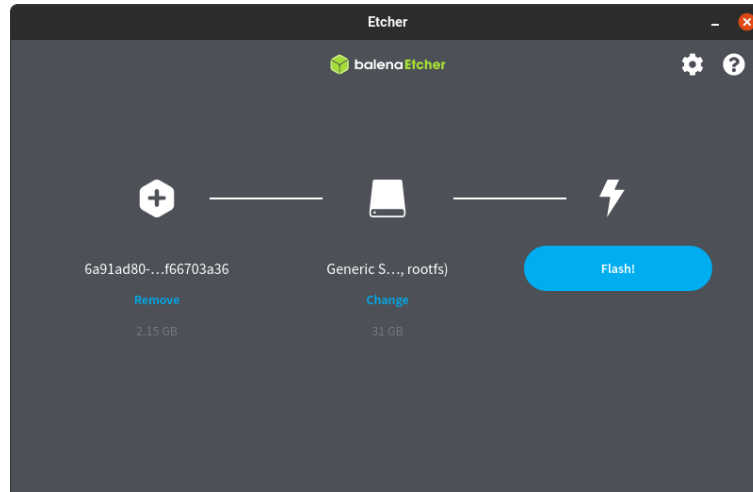 Etcher
balenaEtcher
6a91ad80-...f66703a36
Generic S..., rootfs)
Flash!
Remove
Change
2.15 GB
31 GB